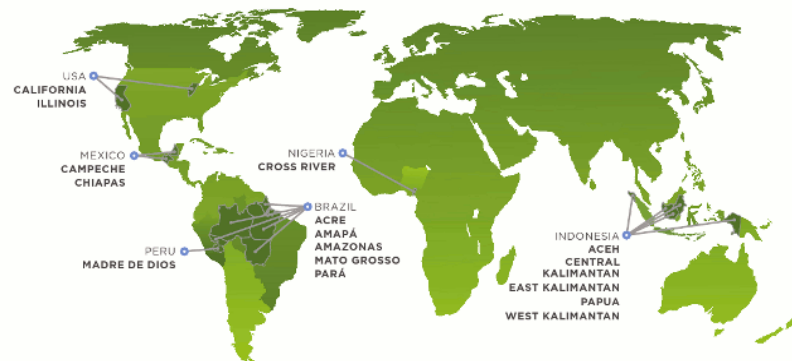 USA
CALIFORNIA
ILLINOIS
MEXICO
CAMPECHE
CHIAPAS
PERU
MADRE DE DIOS
BRAZIL
ACRE
AMAPÁ
AMAZONAS
MATO GROSSO
PARÁ
NIGERIA
CROSS RIVER
INDONESIA
ACEH
CENTRAL
KALIMANTAN
EAST KALIMANTAN
PAPUA
WEST KALIMANTAN